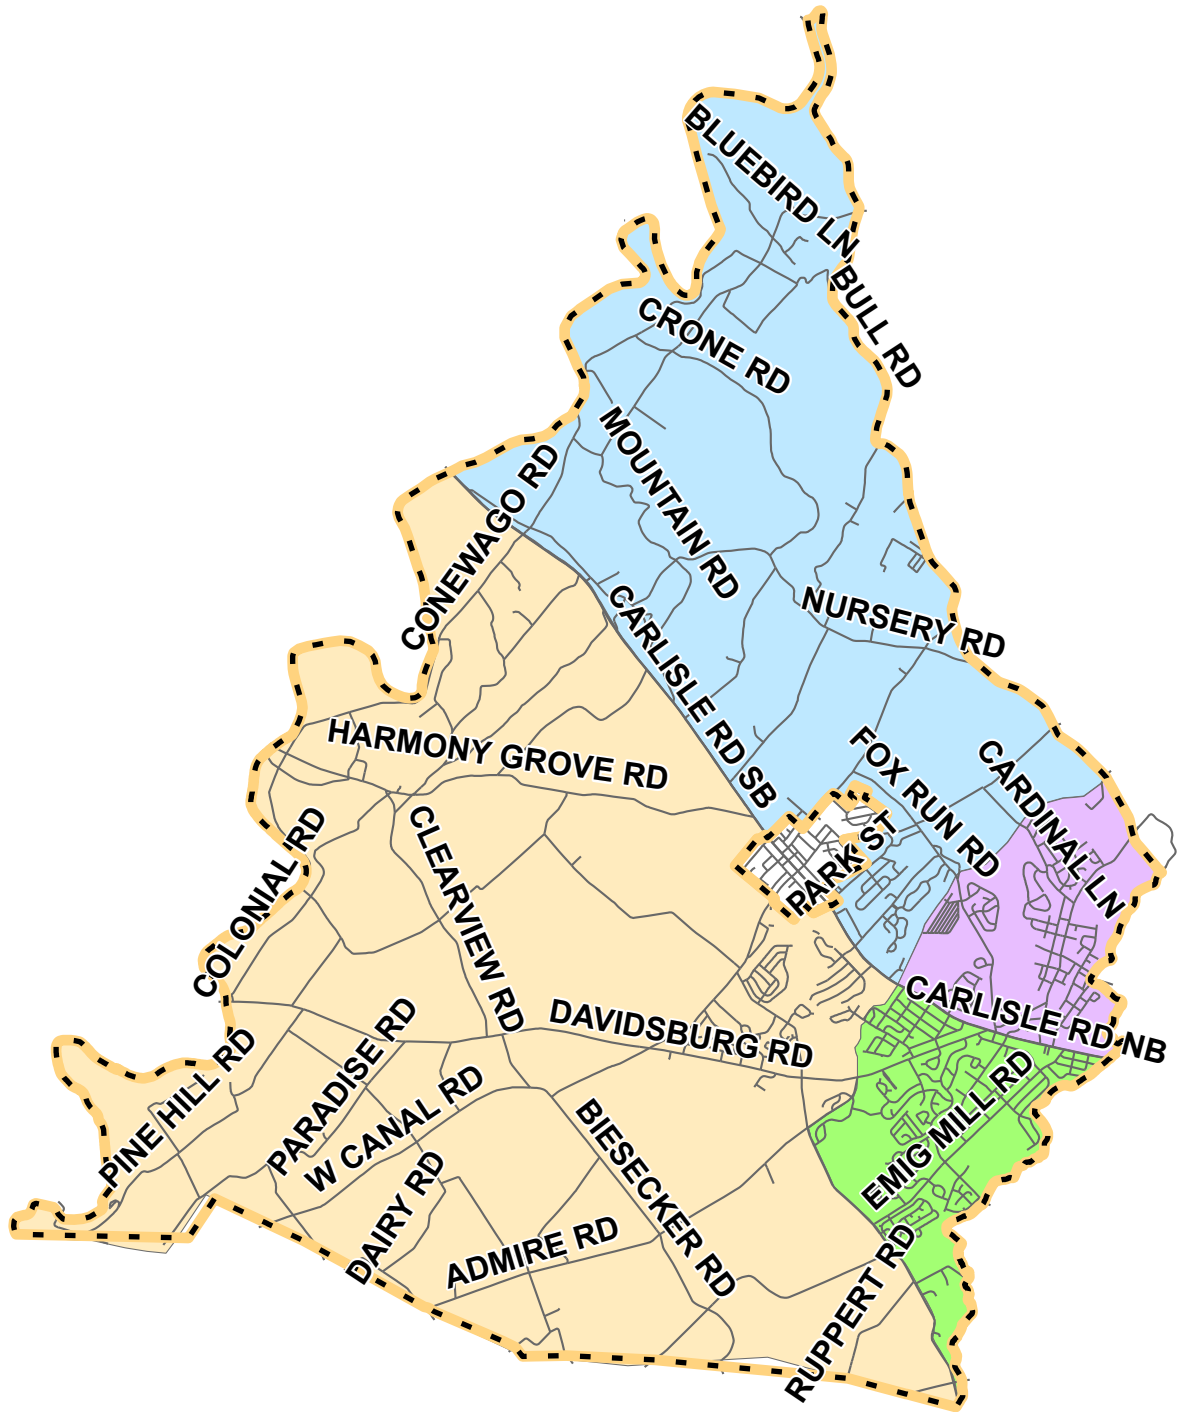 BLUEBIRD LN
BULL RD
CRONE RD
MOUNTAIN RD
CONEWAGO RD
CARLISLE RD SB
NURSERY RD
HARMONY GROVE RD
FOX RUN RD
CARDINAL LN
PARK ST
COLONIAL RD
CLEARVIEW RD
CARLISLE RD NB
DAVIDSBURG RD
PINE HILL RD
PARADISE RD
W CANAL RD
EMIG MILL RD
BIESECKER RD
DAIRY RD
ADMIRE RD
RUPPERT RD